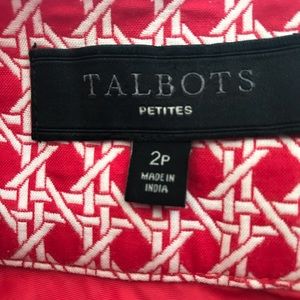 TALBOTS
PETITES
2P
MADE IN
INDIA